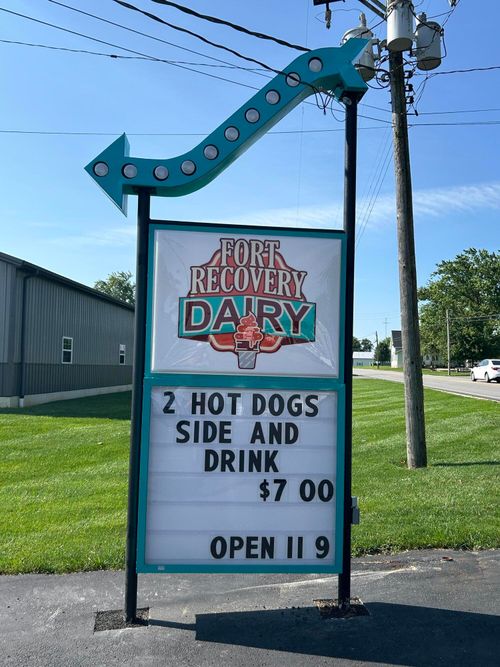 FORT
RECOVERY
DAIRY
2 HOT DOGS
SIDE AND
DRINK
$7 00
OPEN 11 9